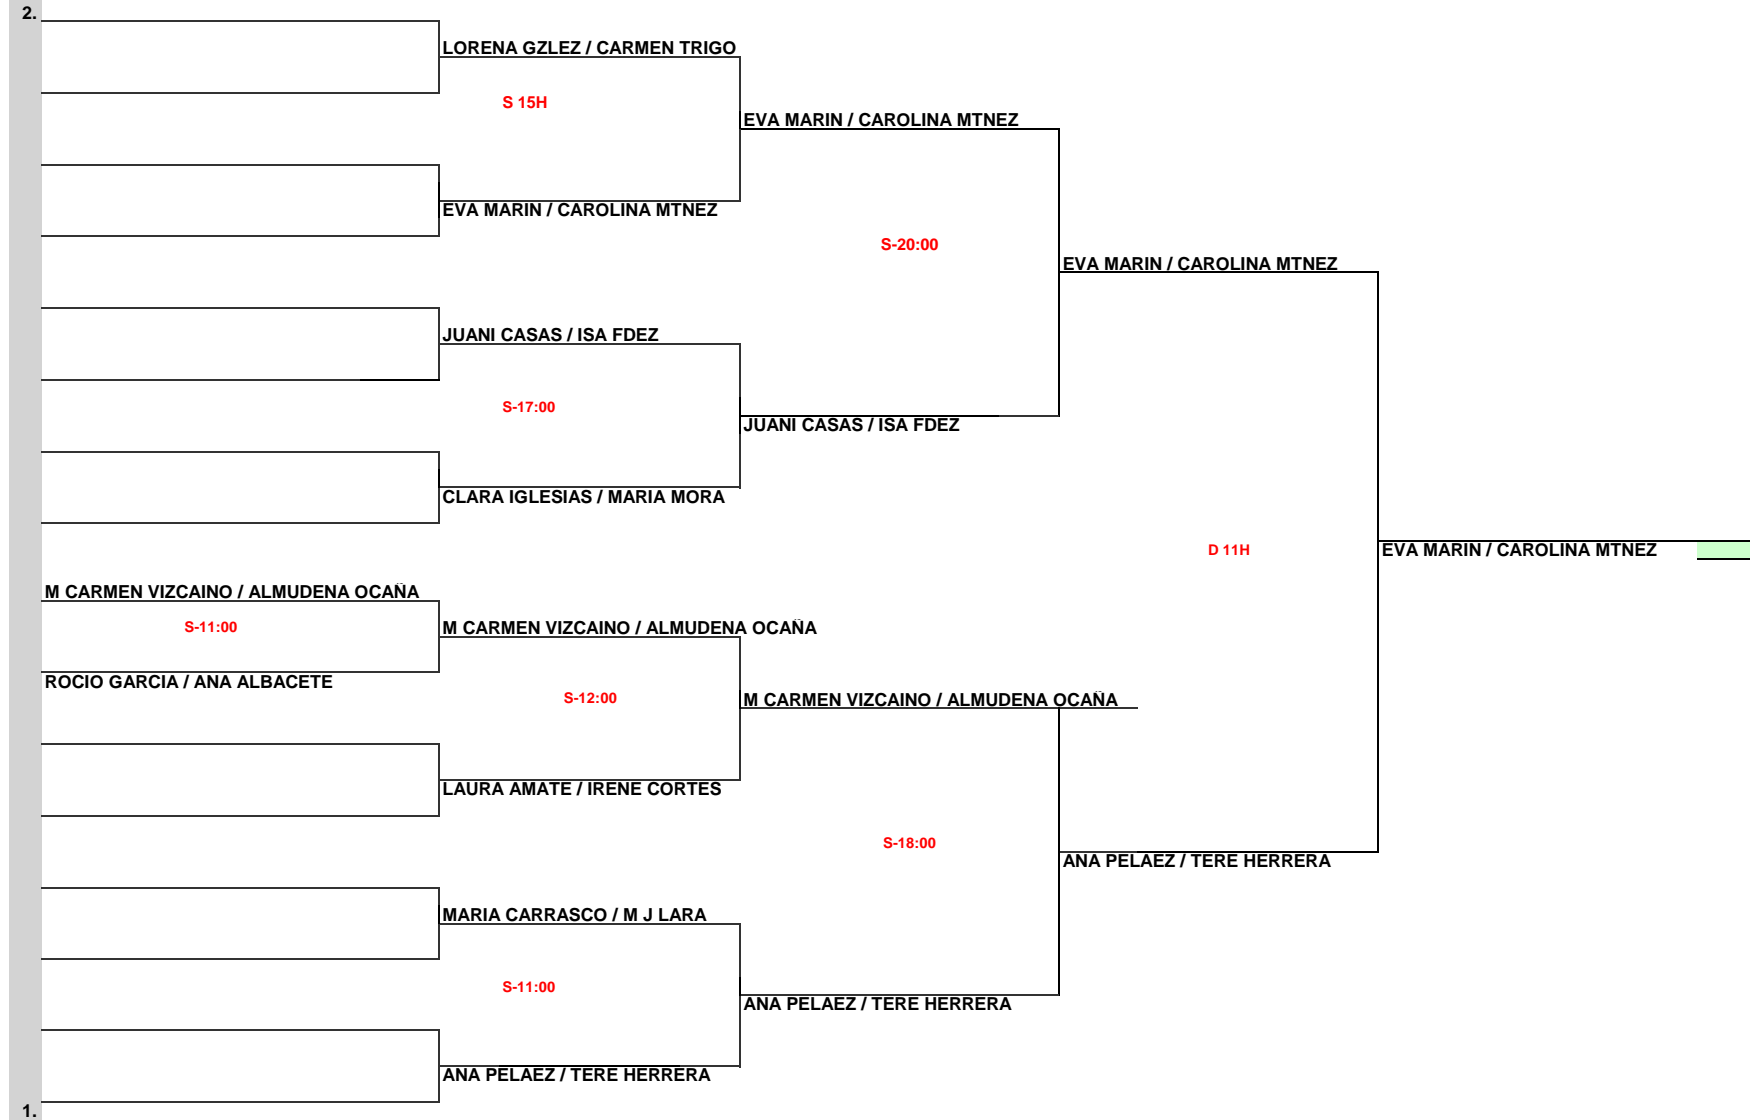 2.
LORENA GZLEZ / CARMEN TRIGO
S 15H
EVA MARIN / CAROLINA MTNEZ
EVA MARIN / CAROLINA MTNEZ
S-20:00
EVA MARIN / CAROLINA MTNEZ
JUANI CASAS / ISA FDEZ
S-17:00
JUANI CASAS / ISA FDEZ
CLARA IGLESIAS / MARIA MORA
D 11H
EVA MARIN / CAROLINA MTNEZ
M CARMEN VIZCAINO / ALMUDENA OCAÑA
S-11:00
M CARMEN VIZCAINO / ALMUDENA OCAÑA
ROCIO GARCIA / ANA ALBACETE
S-12:00
M CARMEN VIZCAINO / ALMUDENA OCAÑA
LAURA AMATE / IRENE CORTES
S-18:00
ANA PELAEZ / TERE HERRERA
MARIA CARRASCO / M J LARA
S-11:00
ANA PELAEZ / TERE HERRERA
ANA PELAEZ / TERE HERRERA
1.